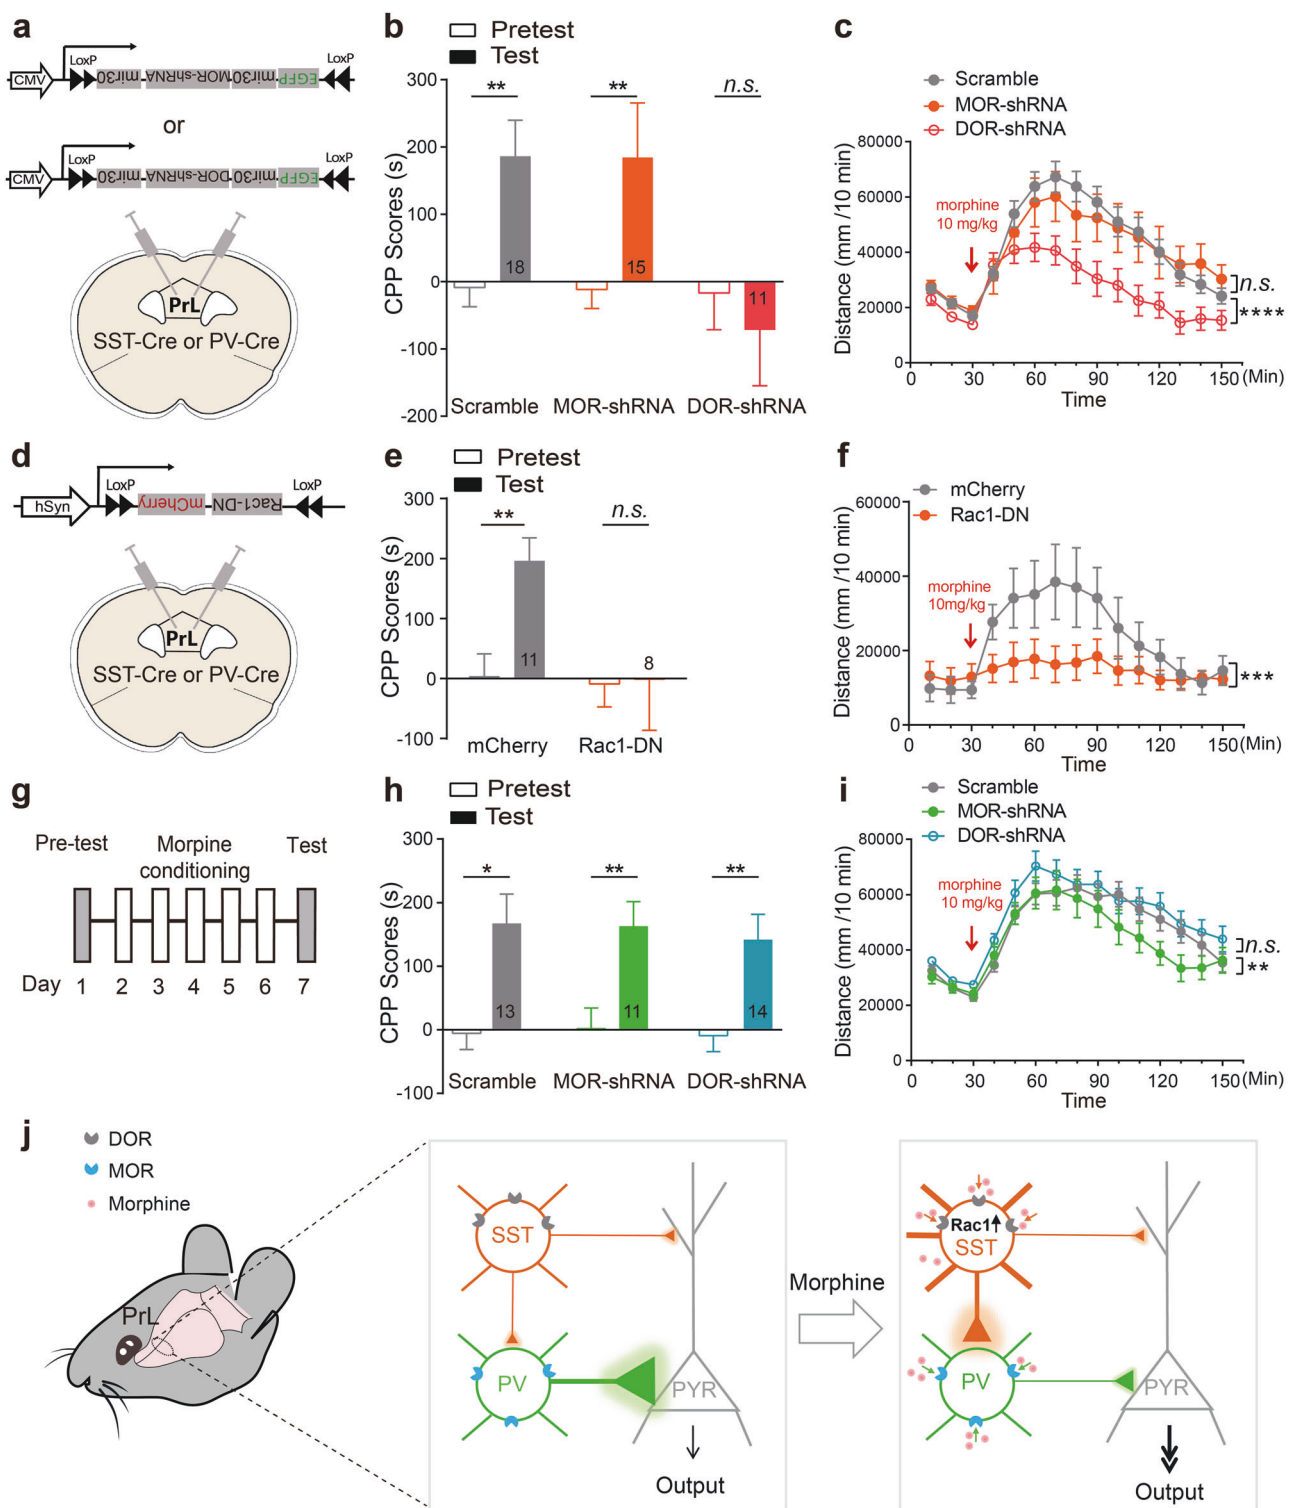 a
LoxP
LoxP
CMV
mir30
MOR-shRNA
mir30
EGFP
or
LoxP
LoxP
CMV
mir30
DOR-shRNA
mir30
EGFP
PrL
SST-Cre or PV-Cre
b
Pretest
Test
CPP Scores (s)
300
200
100
0
-100
-200
**
**
n.s.
18
15
11
Scramble
MOR-shRNA
DOR-shRNA
c
Scramble
MOR-shRNA
DOR-shRNA
Distance (mm /10 min)
80000
60000
40000
20000
0
morphine
10 mg/kg
n.s.
****
0 30 60 90 120 150 (Min)
Time
d
LoxP
LoxP
hSyn
mCherry
Rac1-DN
PrL
SST-Cre or PV-Cre
e
Pretest
Test
CPP Scores (s)
300
200
100
0
-100
**
n.s.
11
8
mCherry
Rac1-DN
f
mCherry
Rac1-DN
Distance (mm /10 min)
60000
40000
20000
0
morphine
10mg/kg
***
0 30 60 90 120 150 (Min)
Time
g
Pre-test
Morpine
conditioning
Test
Day 1 2 3 4 5 6 7
h
Pretest
Test
CPP Scores (s)
300
200
100
0
-100
*
**
**
13
11
14
Scramble
MOR-shRNA
DOR-shRNA
i
Scramble
MOR-shRNA
DOR-shRNA
Distance (mm /10 min)
80000
60000
40000
20000
0
morphine
10 mg/kg
n.s.
**
0 30 60 90 120 150 (Min)
Time
j
DOR
MOR
Morphine
PrL
SST
PV
PYR
Output
Morphine
Rac1
SST
PV
PYR
Output